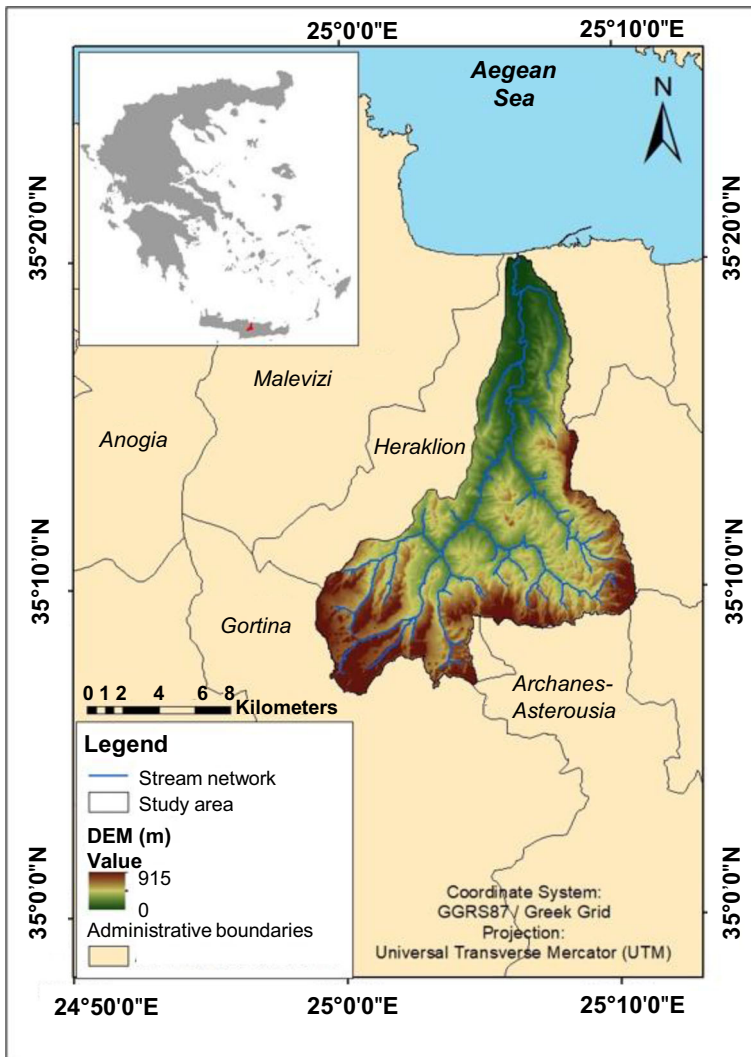 25°0'0"E
25°10'0"E
Aegean
Sea
N
35°20'0"N
35°20'0"N
Malevizi
Anogia
Heraklion
35°10'0"N
35°10'0"N
Gortina
Archanes-
Asterousia
0 1 2 4 6 8
Kilometers
Legend
Stream network
Study area
DEM (m)
Value
915
0
Administrative boundaries
35°0'0"N
35°0'0"N
Coordinate System:
GGRS87 / Greek Grid
Projection:
Universal Transverse Mercator (UTM)
24°50'0"E
25°0'0"E
25°10'0"E